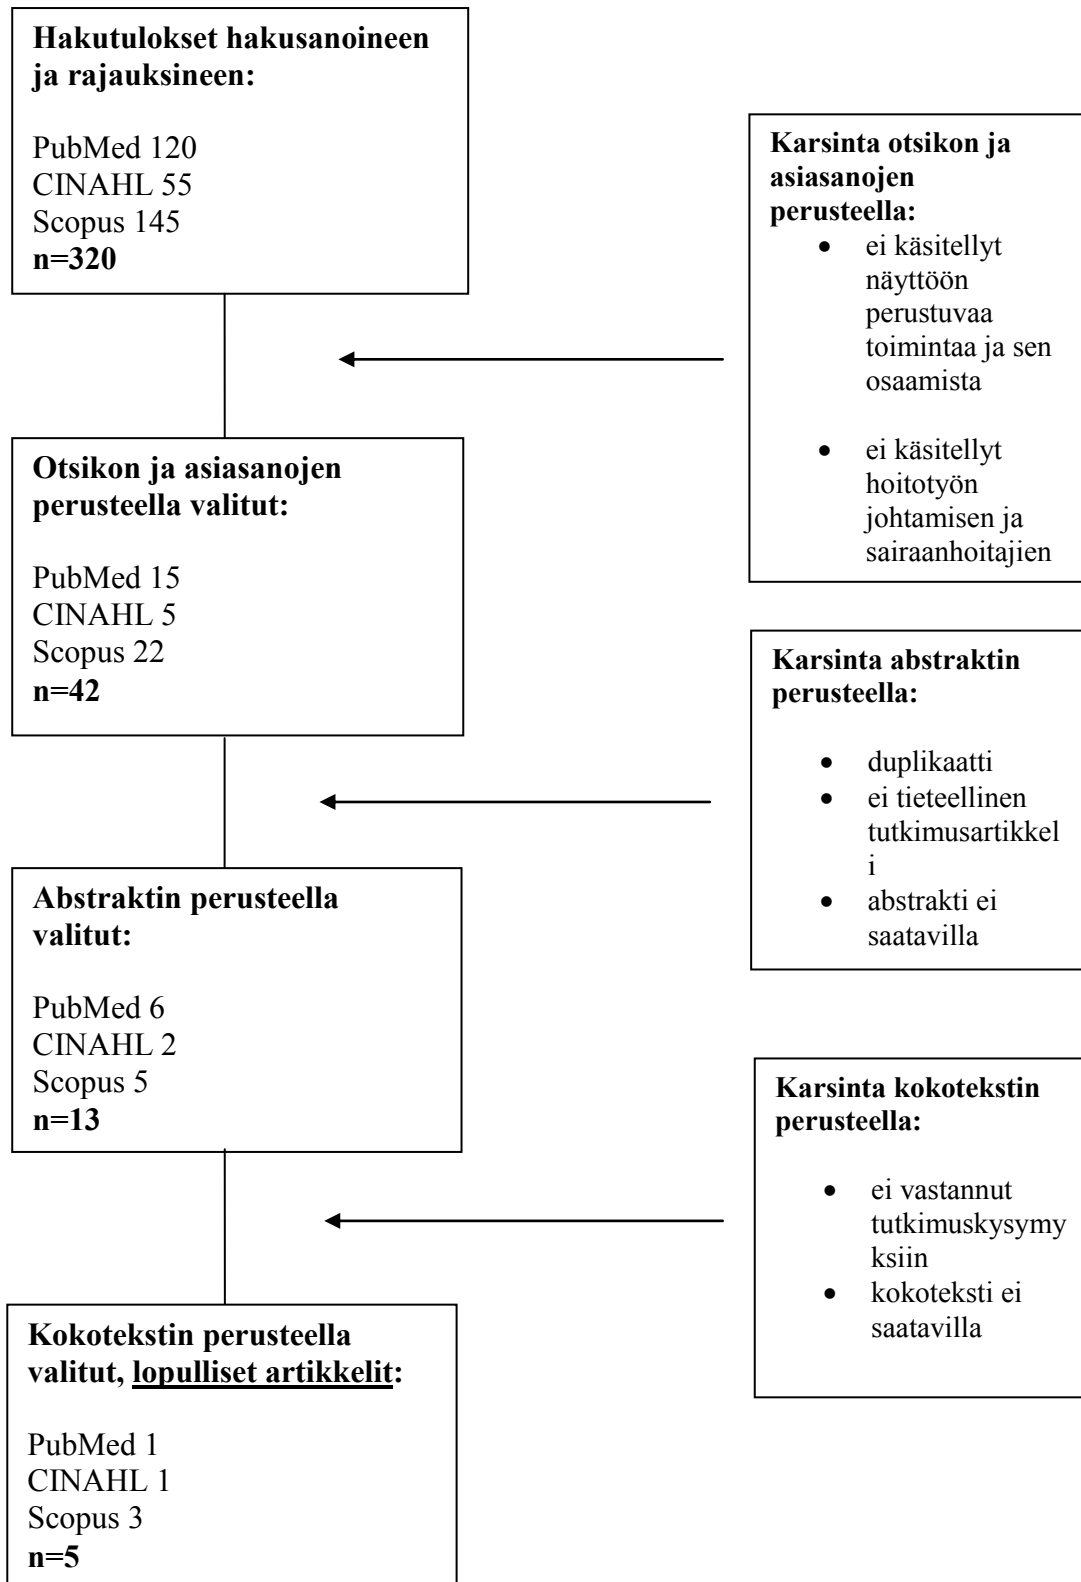 Hakutulokset hakusanoineen
ja rajauksineen:
PubMed 120
CINAHL 55
Scopus 145
n=320
Karsinta otsikon ja
asiasanojen
perusteella:
• ei käsitellyt
näyttöön
perustuvaa
toimintaa ja sen
osaamista
• ei käsitellyt
hoitotyön
johtamisen ja
sairaanhoitajien
Otsikon ja asiasanojen
perusteella valitut:
PubMed 15
CINAHL 5
Scopus 22
n=42
Karsinta abstraktin
perusteella:
• duplikaatti
• ei tieteellinen
tutkimusartikkel
i
• abstrakti ei
saatavilla
Abstraktin perusteella
valitut:
PubMed 6
CINAHL 2
Scopus 5
n=13
Karsinta kokotekstin
perusteella:
• ei vastannut
tutkimuskysymy
ksiin
• kokoteksti ei
saatavilla
Kokotekstin perusteella
valitut, lopulliset artikkelit:
PubMed 1
CINAHL 1
Scopus 3
n=5